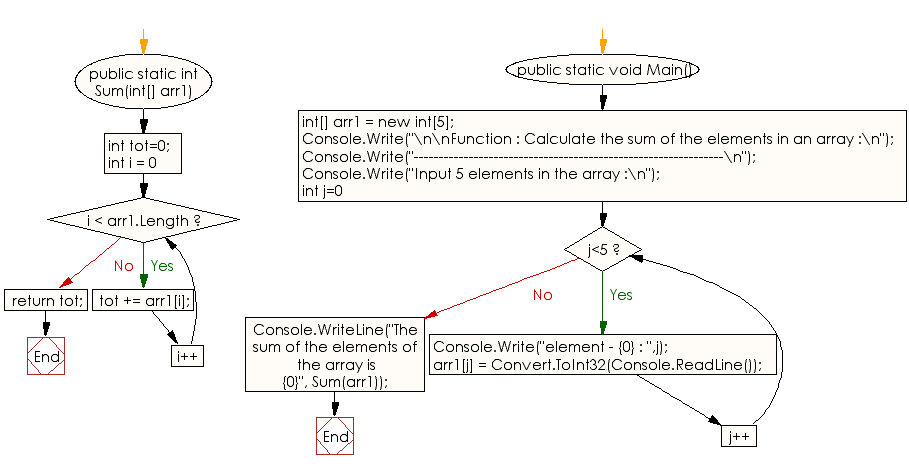 public static int
Sum(int[] arr1)
int tot=0;
int i = 0
i < arr1.Length ?
No
Yes
return tot;
tot += arr1[i];
End
i++
public static void Main()
int[] arr1 = new int[5];
Console.Write("\n\nFunction : Calculate the sum of the elements in an array :\n");
Console.Write("--------------------------------------------------------------\n");
Console.Write("Input 5 elements in the array :\n");
int j=0
j<5 ?
No
Yes
Console.WriteLine("The
sum of the elements of
the array is
{0}", Sum(arr1));
Console.Write("element - {0} : ",j);
arr1[j] = Convert.ToInt32(Console.ReadLine());
End
j++